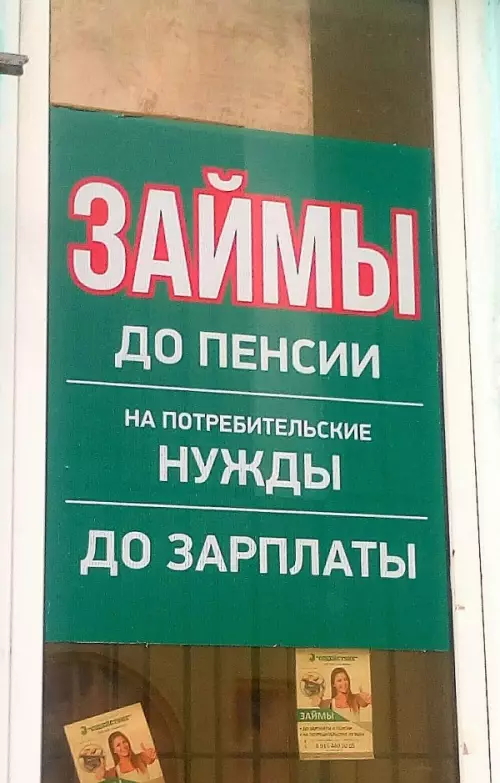 ЗАЙМЫ
ДО ПЕНСИИ
НА ПОТРЕБИТЕЛЬСКИЕ
НУЖДЫ
ДО ЗАРПЛАТЫ
ЗАЙМЫ